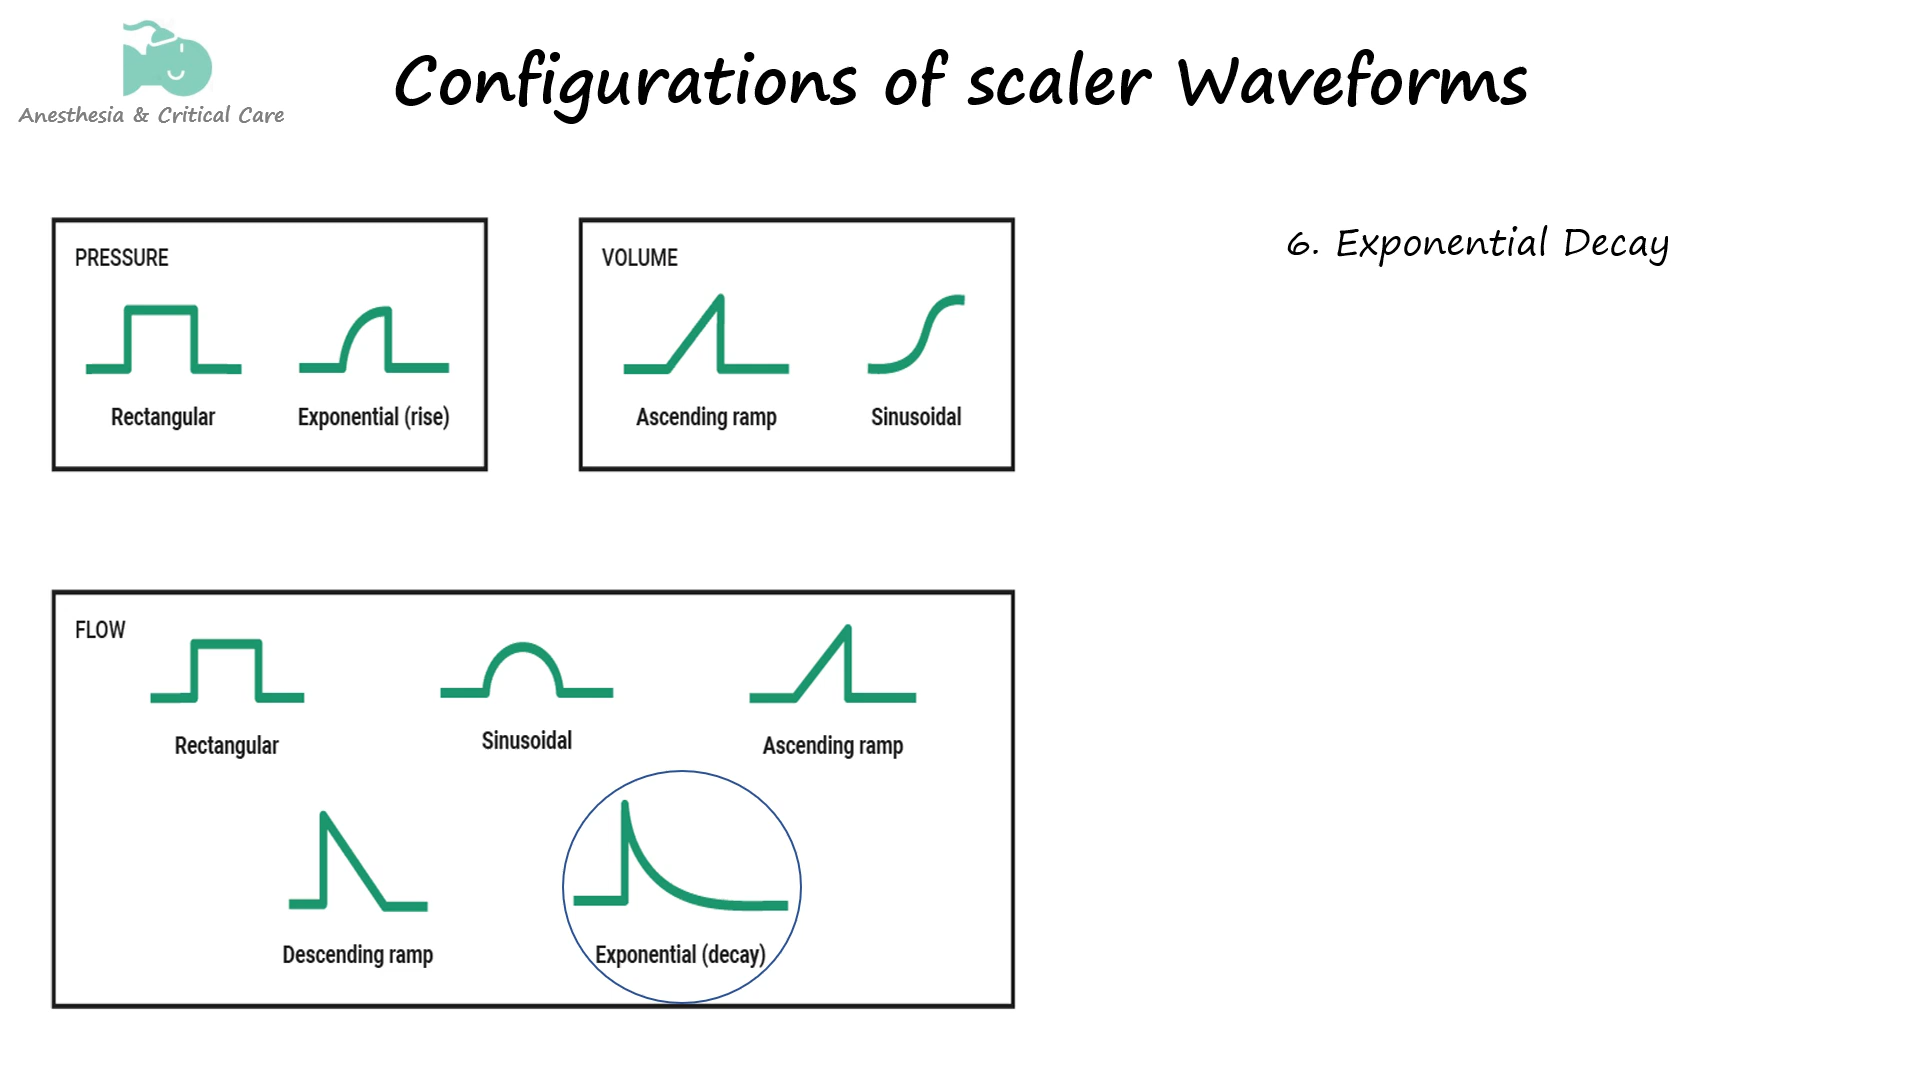 Anesthesia & Critical Care
Configurations of scaler Waveforms
PRESSURE
Rectangular
Exponential (rise)
VOLUME
Ascending ramp
Sinusoidal
6. Exponential Decay
FLOW
Rectangular
Sinusoidal
Ascending ramp
Descending ramp
Exponential (decay)